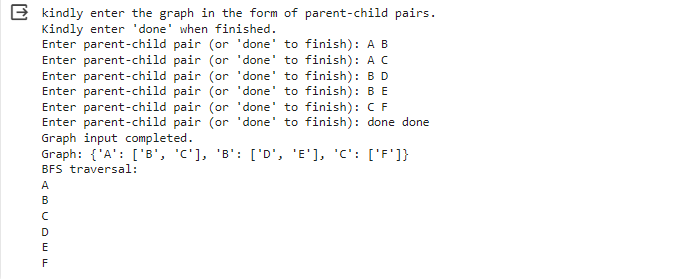 kindly enter the graph in the form of parent-child pairs.
Kindly enter 'done' when finished.
Enter parent-child pair (or 'done' to finish): A B
Enter parent-child pair (or 'done' to finish): A C
Enter parent-child pair (or 'done' to finish): B D
Enter parent-child pair (or 'done' to finish): B E
Enter parent-child pair (or 'done' to finish): C F
Enter parent-child pair (or 'done' to finish): done done
Graph input completed.
Graph: {'A': ['B', 'C'], 'B': ['D', 'E'], 'C': ['F']}
BFS traversal:
A
B
C
D
E
F